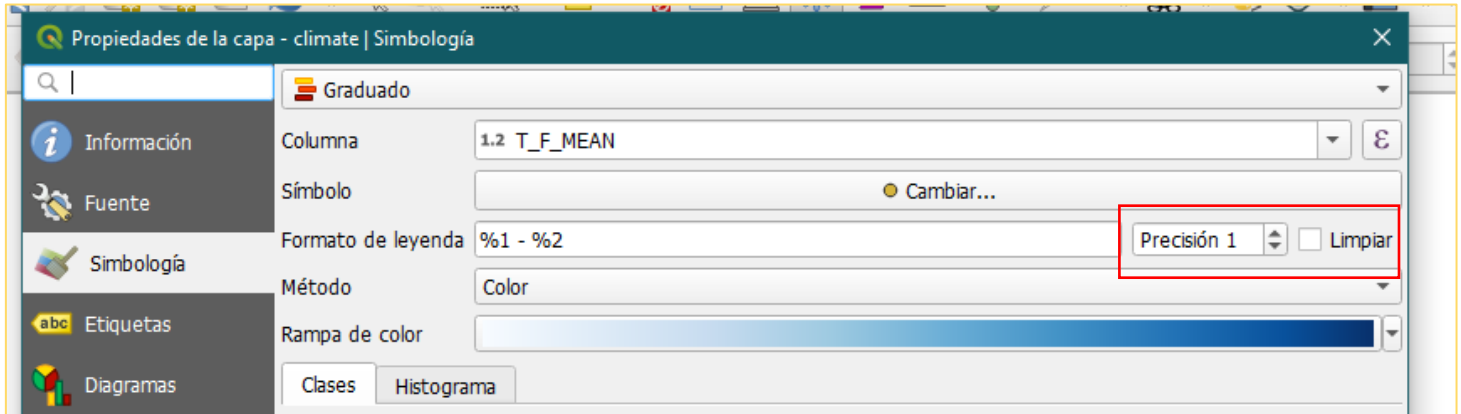 Propiedades de la capa - climate | Simbología
Graduado
Información
Columna
1.2 T_F_MEAN
ε
Fuente
Símbolo
Cambiar...
Formato de leyenda
%1 - %2
Precisión 1
Limpiar
Simbología
Método
Color
abc Etiquetas
Rampa de color
Diagramas
Clases
Histograma